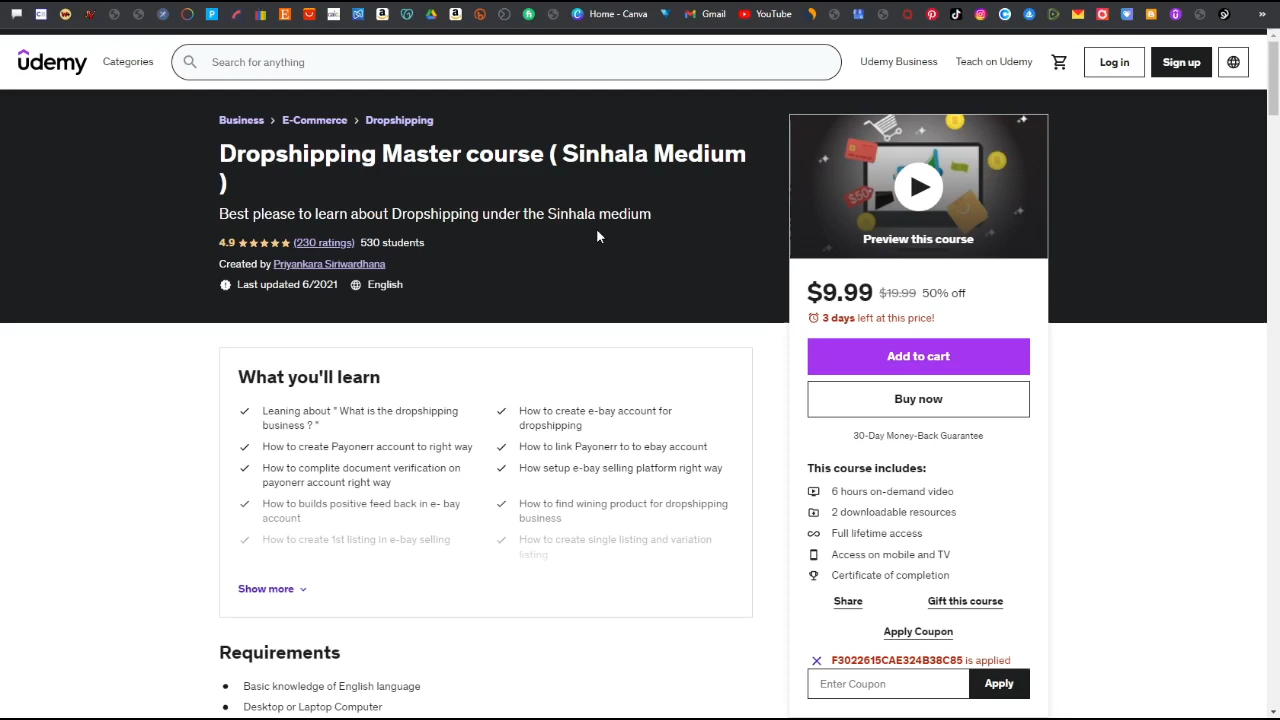 Home - Canva
Gmail
YouTube
»
udemy
Categories
Search for anything
Udemy Business
Teach on Udemy
Log in
Sign up
Business > E-Commerce > Dropshipping
Dropshipping Master course ( Sinhala Medium
)
Best please to learn about Dropshipping under the Sinhala medium
4.9 ★★★★★ (230 ratings) 530 students
Created by Priyankara Siriwardhana
Last updated 6/2021 English
Preview this course
$9.99 $19.99 50% off
3 days left at this price!
Add to cart
Buy now
30-Day Money-Back Guarantee
This course includes:
6 hours on-demand video
2 downloadable resources
Full lifetime access
Access on mobile and TV
Certificate of completion
Share
Gift this course
Apply Coupon
F3022615CAE324B38C85 is applied
Enter Coupon
Apply
What you'll learn
Leaning about " What is the dropshipping
business ? "
How to create e-bay account for
dropshipping
How to create Payonerr account to right way
How to link Payonerr to to ebay account
How to complite document verification on
payonerr account right way
How setup e-bay selling platform right way
How to builds positive feed back in e- bay
account
How to find wining product for dropshipping
business
How to create 1st listing in e-bay selling
How to create single listing and variation
listing
Show more
Requirements
Basic knowledge of English language
Desktop or Laptop Computer